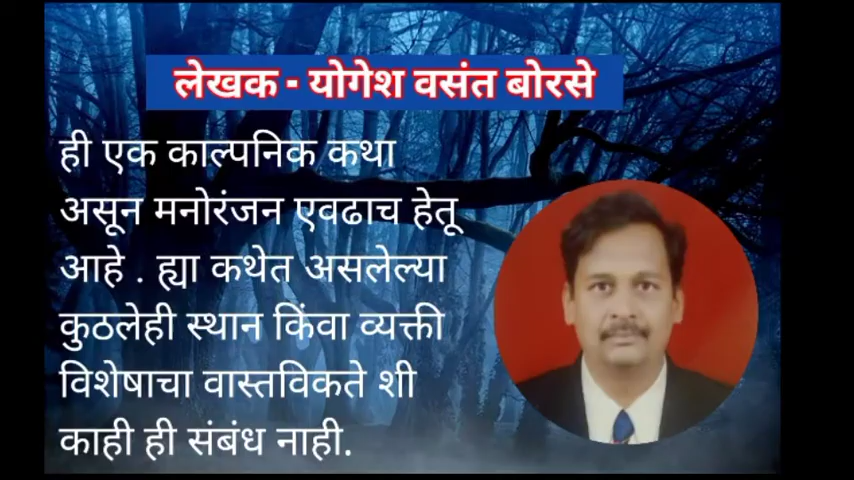 लेखक - योगेश वसंत बोरसे
ही एक काल्पनिक कथा
असून मनोरंजन एवढाच हेतू
आहे . ह्या कथेत असलेल्या
कुठलेही स्थान किंवा व्यक्ती
विशेषाचा वास्तविकते शी
काही ही संबंध नाही.